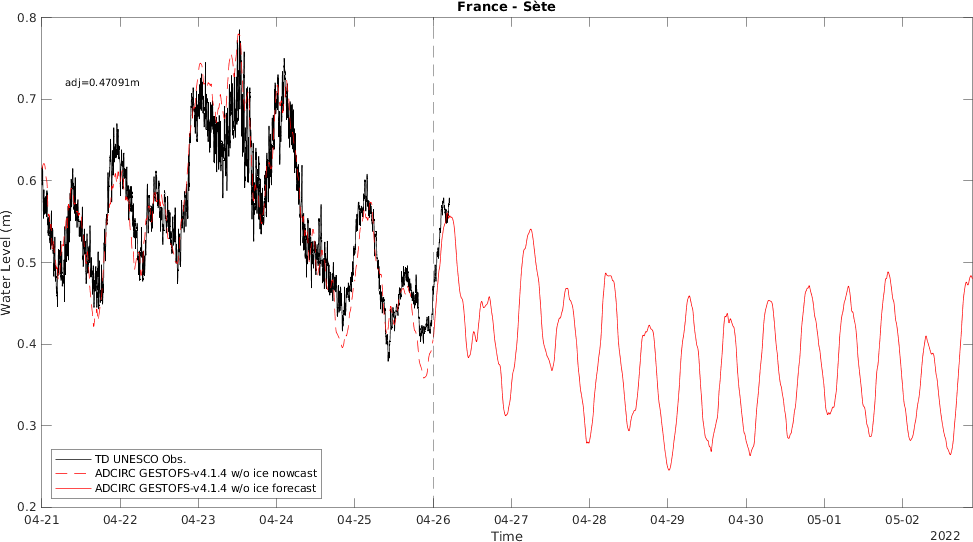 France - Sète
0.8
0.7
0.6
0.5
0.4
0.3
0.2
Water Level (m)
adj=0.47091m
TD UNESCO Obs.
ADCIRC GESTOFS-v4.1.4 w/o ice nowcast
ADCIRC GESTOFS-v4.1.4 w/o ice forecast
04-21 04-22 04-23 04-24 04-25 04-26 04-27 04-28 04-29 04-30 05-01 05-02
Time
2022